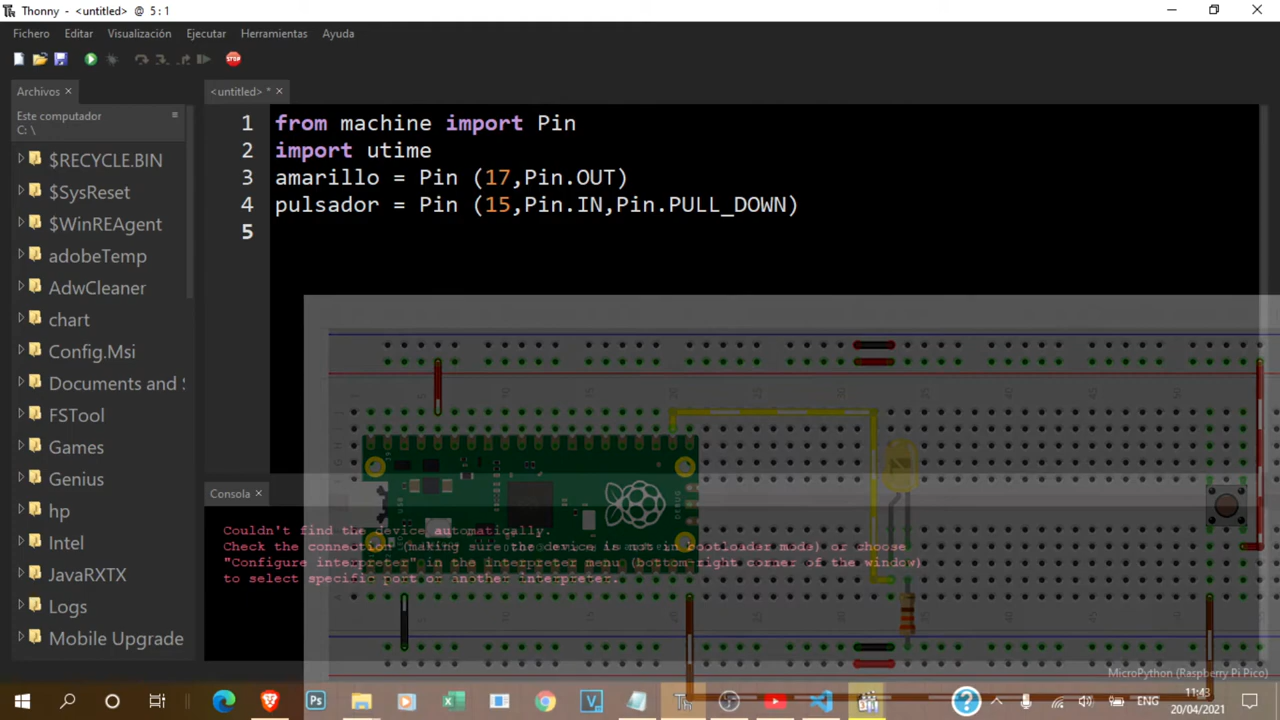 Thonny - <untitled> @ 5 : 1
Fichero Editar Visualización Ejecutar Herramientas Ayuda
STOP
Archivos
<untitled> *
Este computador
C: \
$RECYCLE.BIN
$SysReset
$WinREAgent
adobeTemp
AdwCleaner
chart
Config.Msi
Documents and S
FSTool
Games
Genius
hp
Intel
JavaRXTX
Logs
Mobile Upgrade
1 from machine import Pin
2 import utime
3 amarillo = Pin (17,Pin.OUT)
4 pulsador = Pin (15,Pin.IN,Pin.PULL_DOWN)
5
Consola
Couldn't find the device automatically.
Check the connection (making sure the device is not in bootloader mode) or choose
"Configure interpreter" in the interpreter menu (bottom-right corner of the window)
to select specific port or another interpreter.
DEBUG
MicroPython (Raspberry Pi Pico)
ENG
11:43
20/04/2021